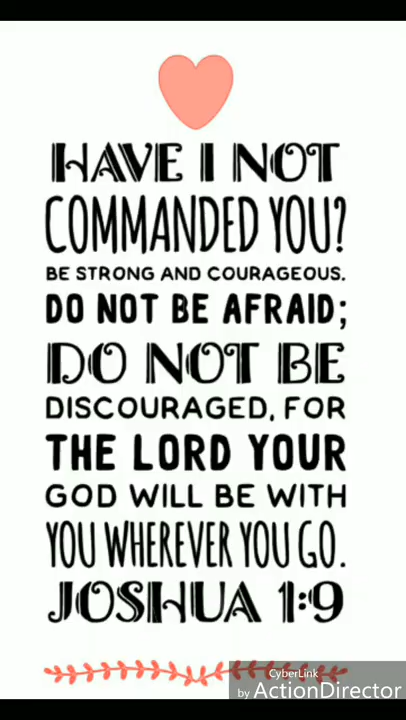 HAVE I NOT
COMMANDED YOU?
BE STRONG AND COURAGEOUS.
DO NOT BE AFRAID;
DO NOT BE
DISCOURAGED, FOR
THE LORD YOUR
GOD WILL BE WITH
YOU WHEREVER YOU GO.
JOSHUA 1:9
CyberLink
by ActionDirector